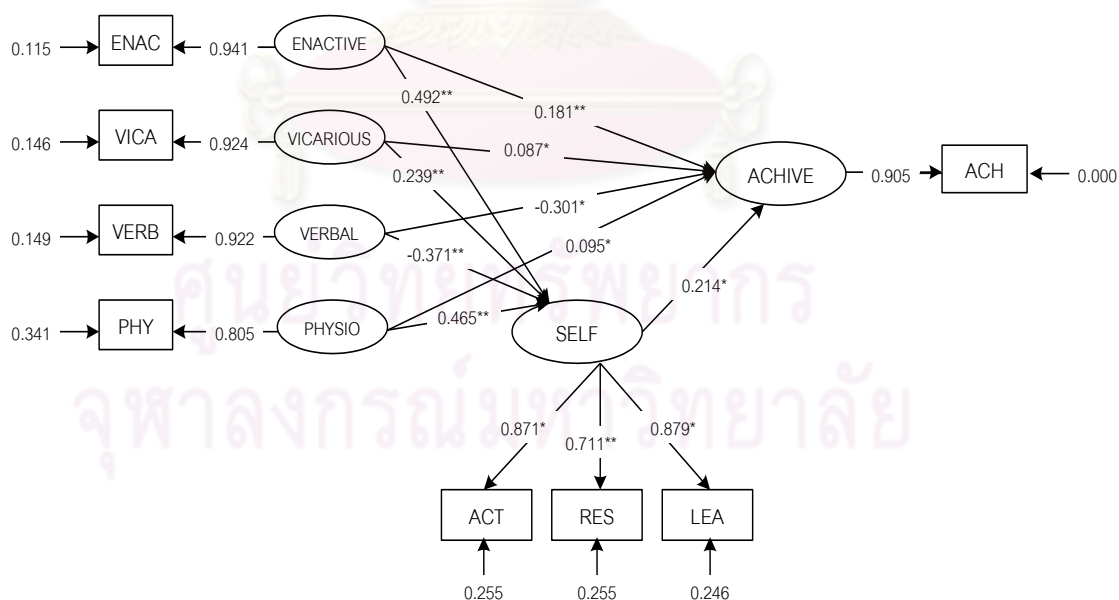 0.115 ENAC 0.941 ENACTIVE
0.492** 0.181**
0.146 VICA 0.924 VICARIOUS 0.087*
0.239** ACHIVE 0.905 ACH 0.000
0.149 VERB 0.922 VERBAL -0.301*
-0.371** 0.095*
ศูนย์วิทยทรัพยากร
0.214*
0.341 PHY 0.805 PHYSIO 0.465** SELF
จุฬาลงกรณ์มหาวิทยาลัย
0.871* 0.711** 0.879*
ACT RES LEA
0.255 0.255 0.246